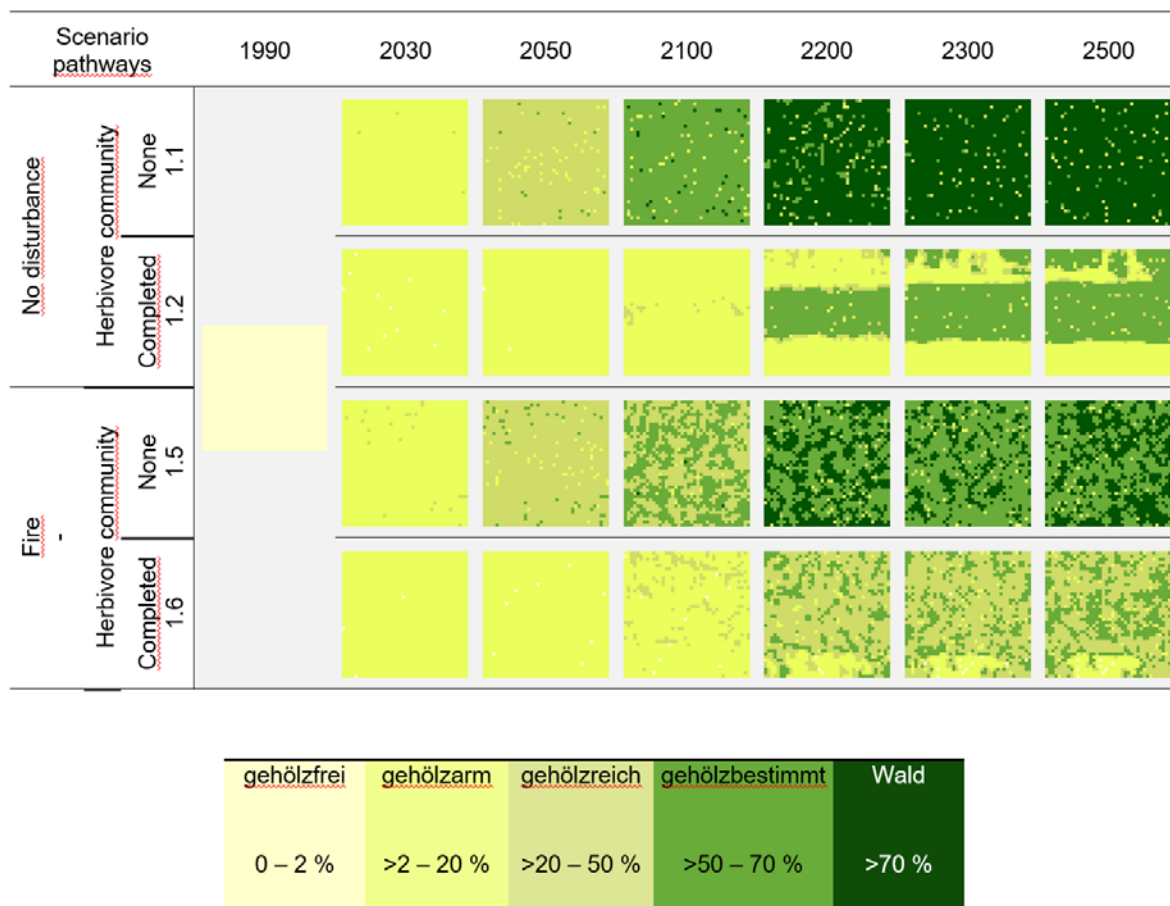 Scenario
pathways
1990
2030
2050
2100
2200
2300
2500
No disturbance
Herbivore community
None
1.1
Completed
1.2
Fire
-
Herbivore community
None
1.5
Completed
1.6
gehölzfrei
gehölzarm
gehölzreich
gehölzbestimmt
Wald
0 – 2 %
>2 – 20 %
>20 – 50 %
>50 – 70 %
>70 %